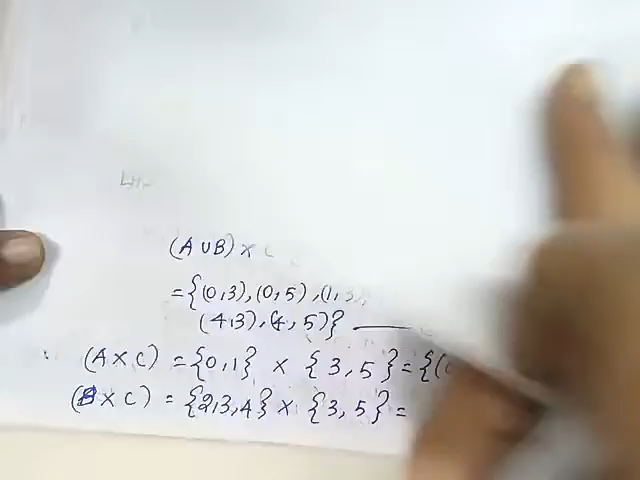 (A∪B)×C
={(0,3),(0,5),(1,3),
(4,3),(4,5)}
(A×C) ={0,1} × {3,5}={(
(B×C) ={2,3,4}× {3,5}=